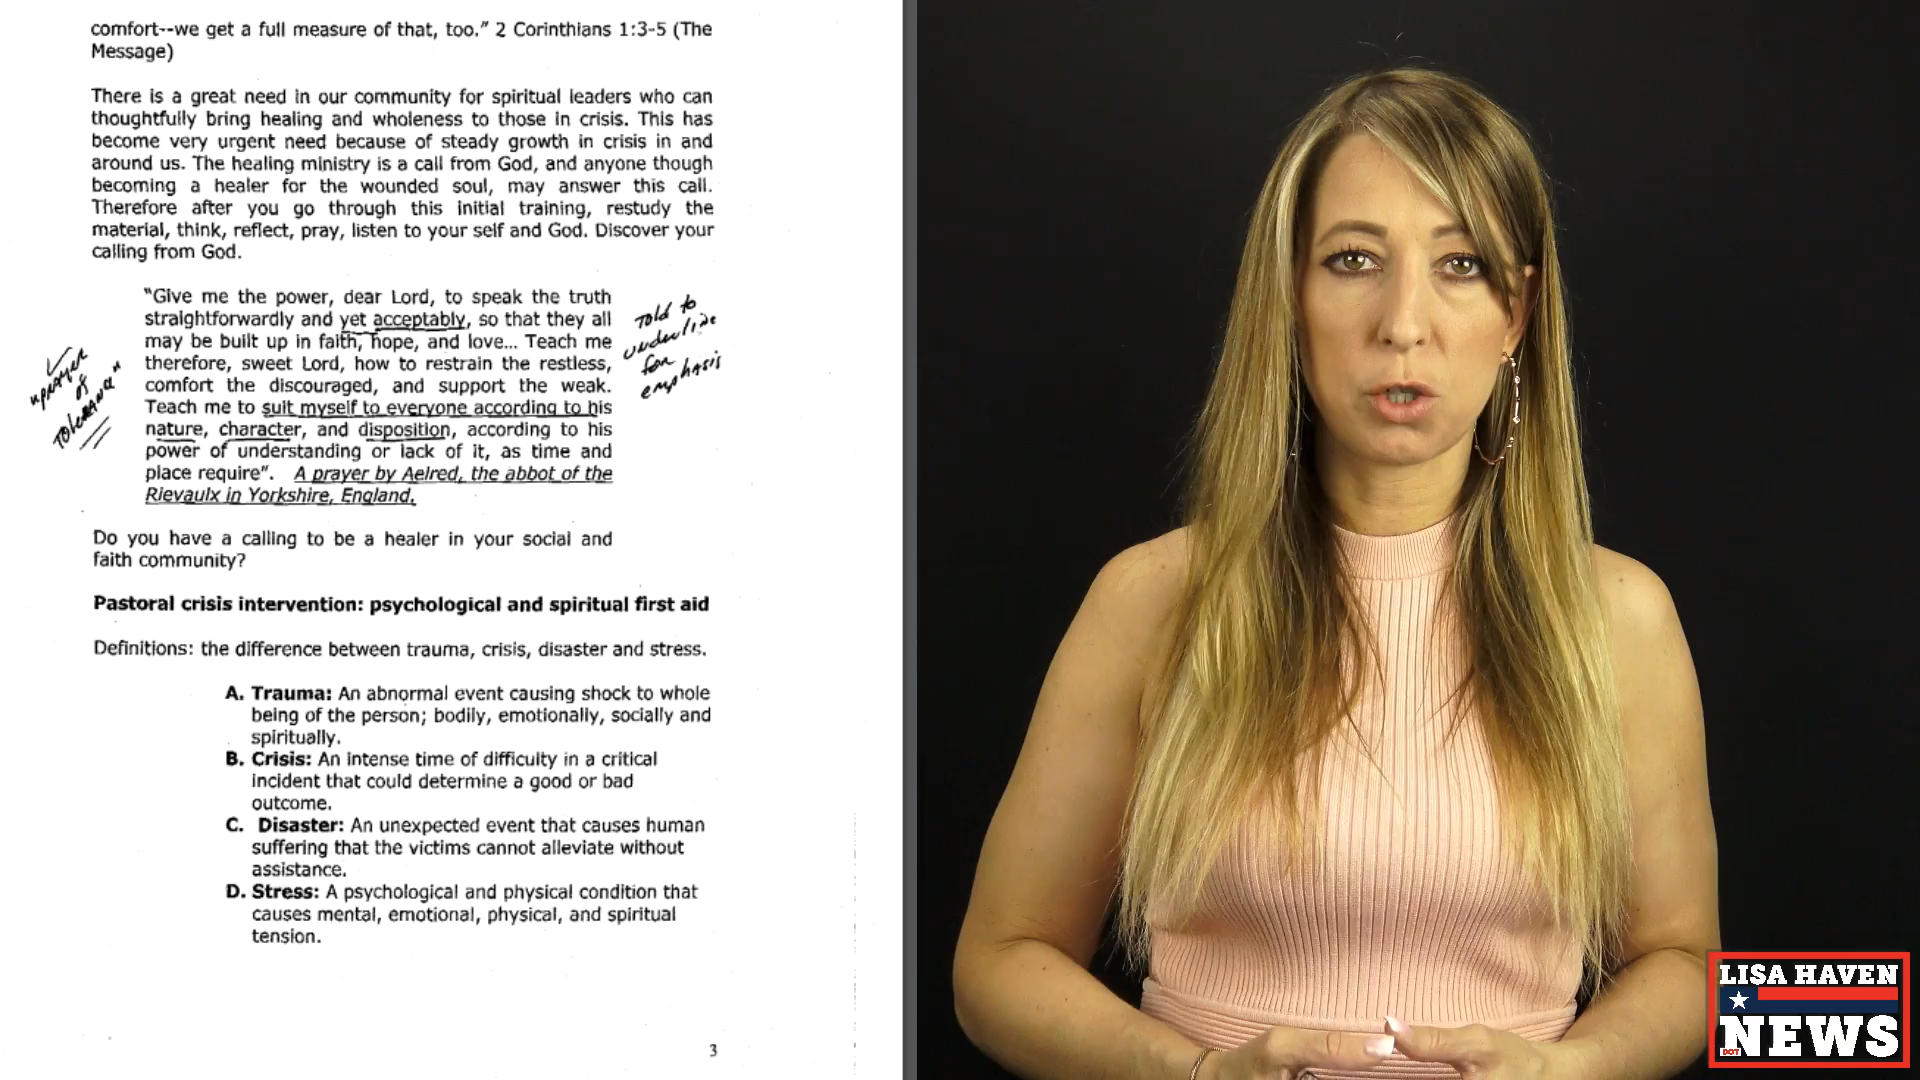 comfort--we get a full measure of that, too." 2 Corinthians 1:3-5 (The
Message)
There is a great need in our community for spiritual leaders who can
thoughtfully bring healing and wholeness to those in crisis. This has
become very urgent need because of steady growth in crisis in and
around us. The healing ministry is a call from God, and anyone though
becoming a healer for the wounded soul, may answer this call.
Therefore after you go through this initial training, restudy the
material, think, reflect, pray, listen to your self and God. Discover your
calling from God.
"Give me the power, dear Lord, to speak the truth
straightforwardly and yet acceptably, so that they all
may be built up in faith, hope, and love... Teach me
therefore, sweet Lord, how to restrain the restless,
comfort the discouraged, and support the weak.
Teach me to suit myself to everyone according to his
nature, character, and disposition, according to his
power of understanding or lack of it, as time and
place require". A prayer by Aelred, the abbot of the
Rievaulx in Yorkshire, England.
"prayer
of
Tolerance"
Told to
underline
for
emphasis
Do you have a calling to be a healer in your social and
faith community?
Pastoral crisis intervention: psychological and spiritual first aid
Definitions: the difference between trauma, crisis, disaster and stress.
A. Trauma: An abnormal event causing shock to whole
being of the person; bodily, emotionally, socially and
spiritually.
B. Crisis: An intense time of difficulty in a critical
incident that could determine a good or bad
outcome.
C. Disaster: An unexpected event that causes human
suffering that the victims cannot alleviate without
assistance.
D. Stress: A psychological and physical condition that
causes mental, emotional, physical, and spiritual
tension.
3
LISA HAVEN
DOT NEWS